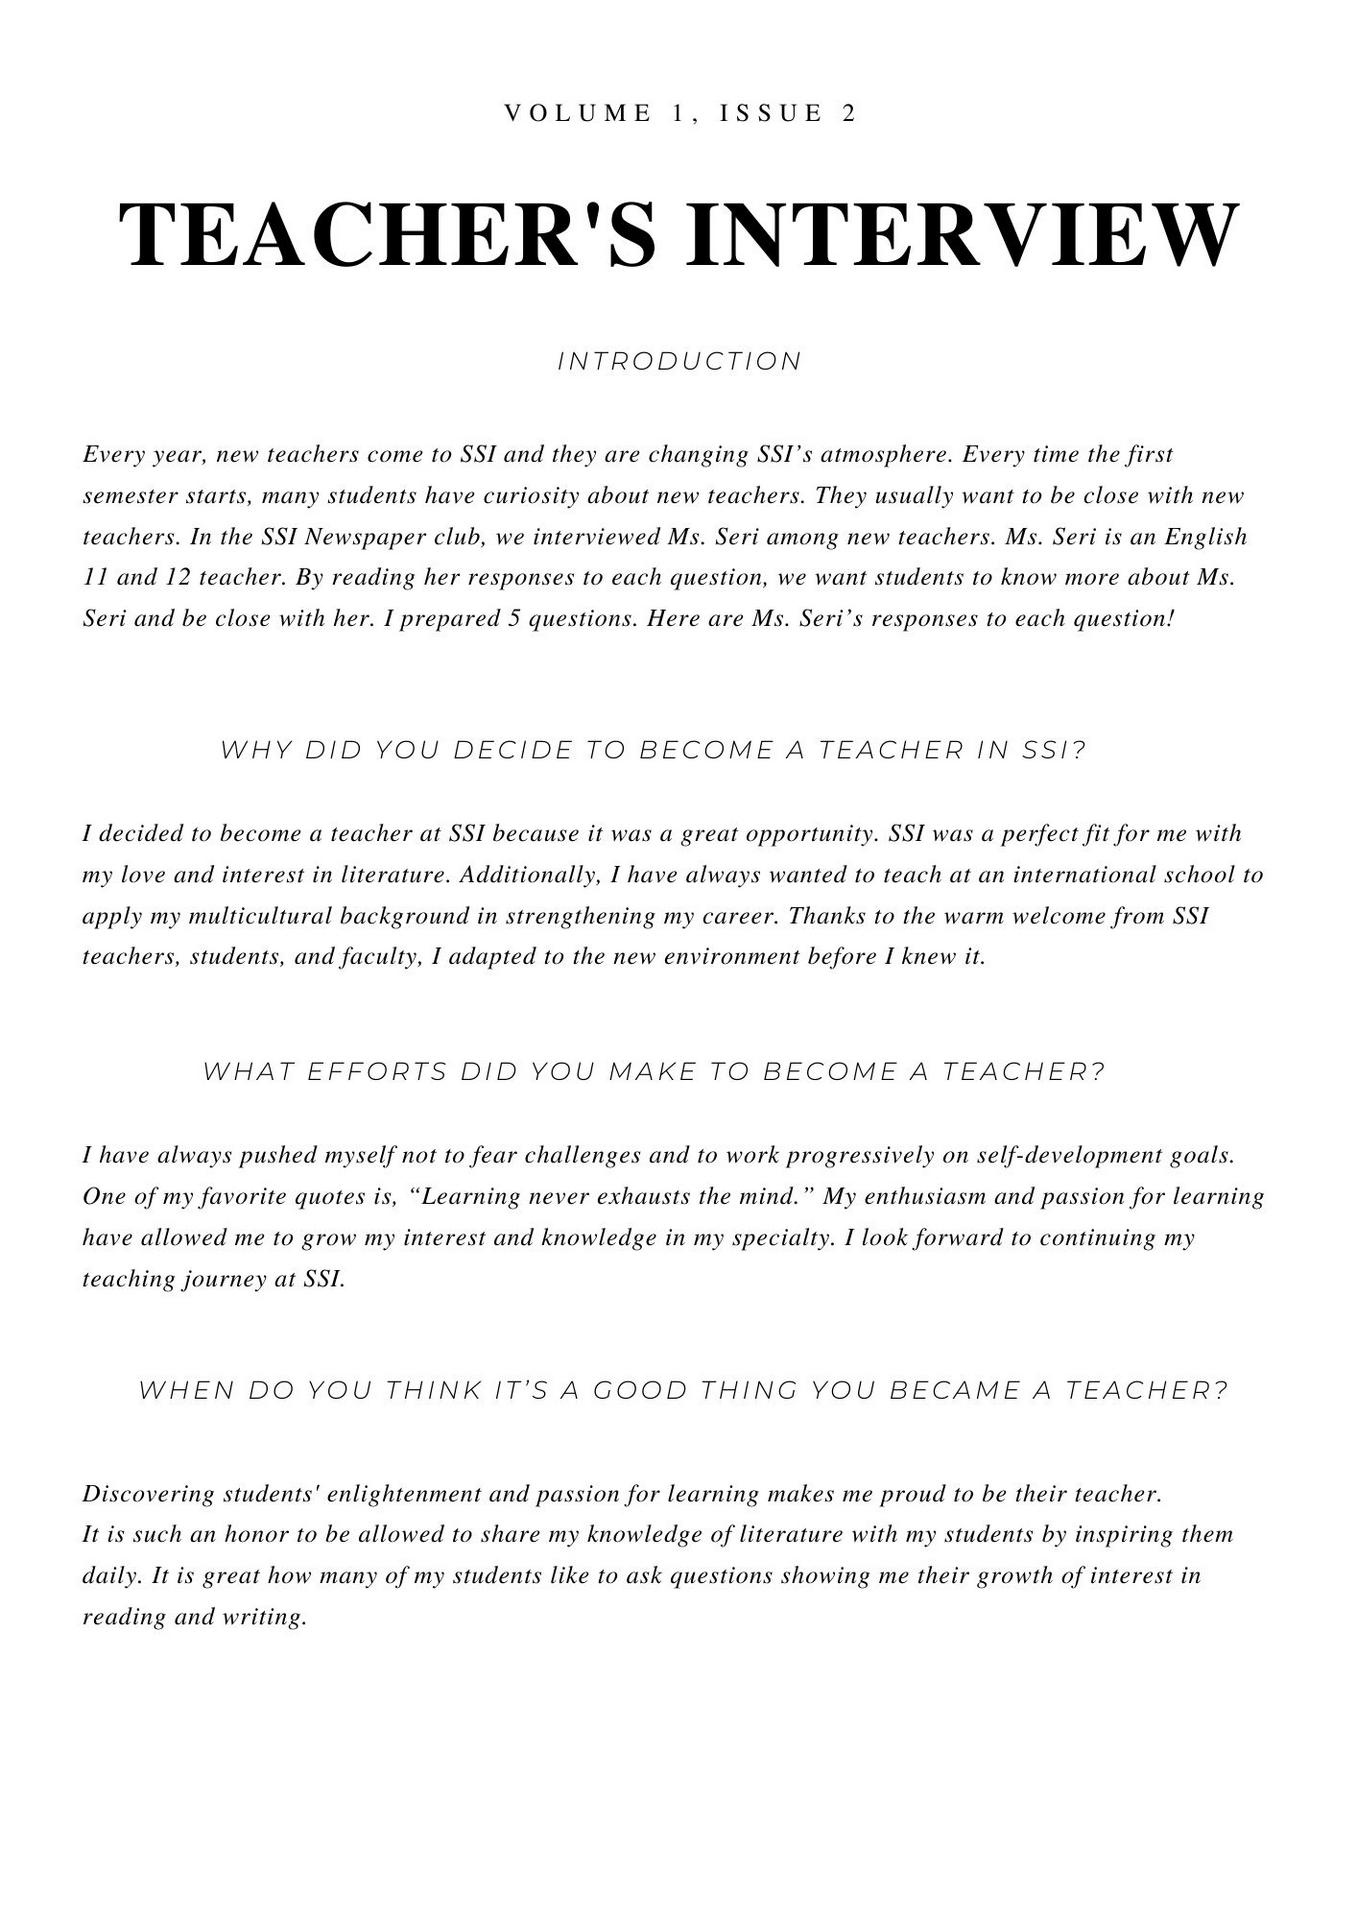 VOLUME 1, ISSUE 2
TEACHER'S INTERVIEW
INTRODUCTION
Every year, new teachers come to SSI and they are changing SSI’s atmosphere. Every time the first
semester starts, many students have curiosity about new teachers. They usually want to be close with new
teachers. In the SSI Newspaper club, we interviewed Ms. Seri among new teachers. Ms. Seri is an English
11 and 12 teacher. By reading her responses to each question, we want students to know more about Ms.
Seri and be close with her. I prepared 5 questions. Here are Ms. Seri’s responses to each question!
WHY DID YOU DECIDE TO BECOME A TEACHER IN SSI?
I decided to become a teacher at SSI because it was a great opportunity. SSI was a perfect fit for me with
my love and interest in literature. Additionally, I have always wanted to teach at an international school to
apply my multicultural background in strengthening my career. Thanks to the warm welcome from SSI
teachers, students, and faculty, I adapted to the new environment before I knew it.
WHAT EFFORTS DID YOU MAKE TO BECOME A TEACHER?
I have always pushed myself not to fear challenges and to work progressively on self-development goals.
One of my favorite quotes is, “Learning never exhausts the mind.” My enthusiasm and passion for learning
have allowed me to grow my interest and knowledge in my specialty. I look forward to continuing my
teaching journey at SSI.
WHEN DO YOU THINK IT’S A GOOD THING YOU BECAME A TEACHER?
Discovering students' enlightenment and passion for learning makes me proud to be their teacher.
It is such an honor to be allowed to share my knowledge of literature with my students by inspiring them
daily. It is great how many of my students like to ask questions showing me their growth of interest in
reading and writing.